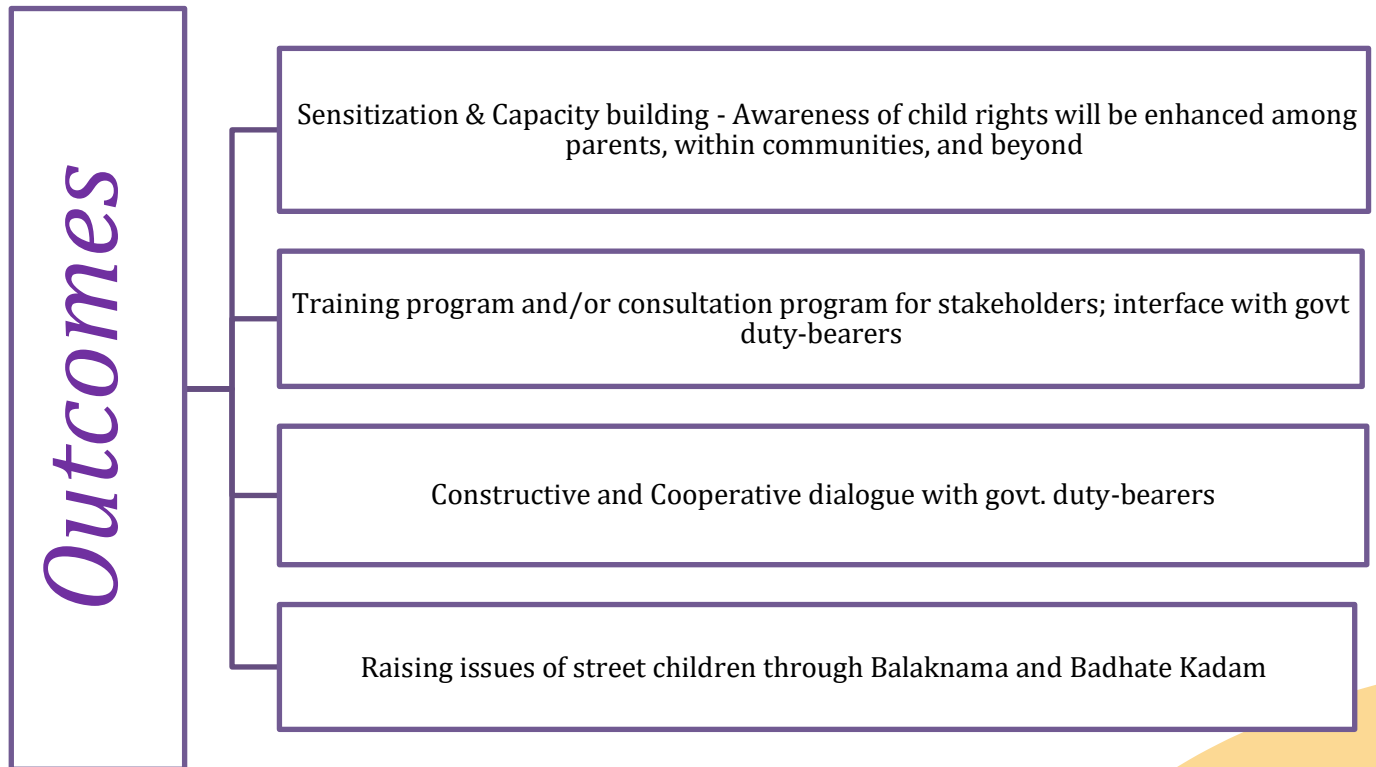 Outcomes
Sensitization & Capacity building - Awareness of child rights will be enhanced among
parents, within communities, and beyond
Training program and/or consultation program for stakeholders; interface with govt
duty-bearers
Constructive and Cooperative dialogue with govt. duty-bearers
Raising issues of street children through Balaknama and Badhate Kadam